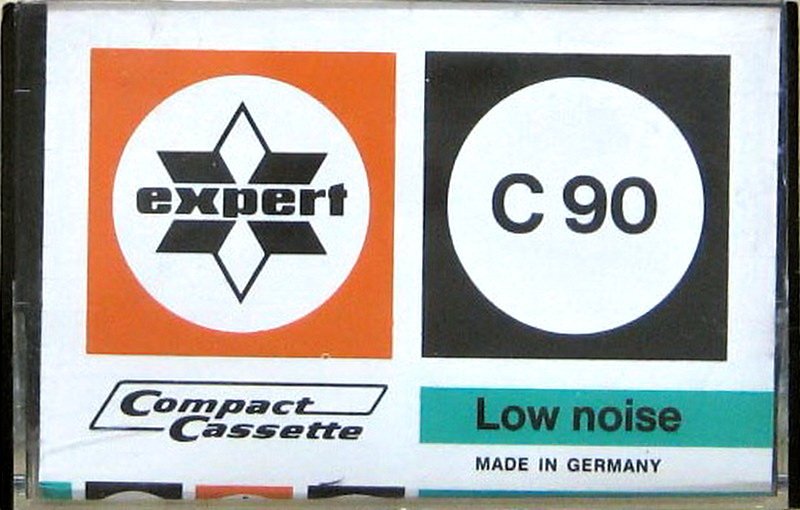 expert
C 90
Compact
Cassette
Low noise
MADE IN GERMANY